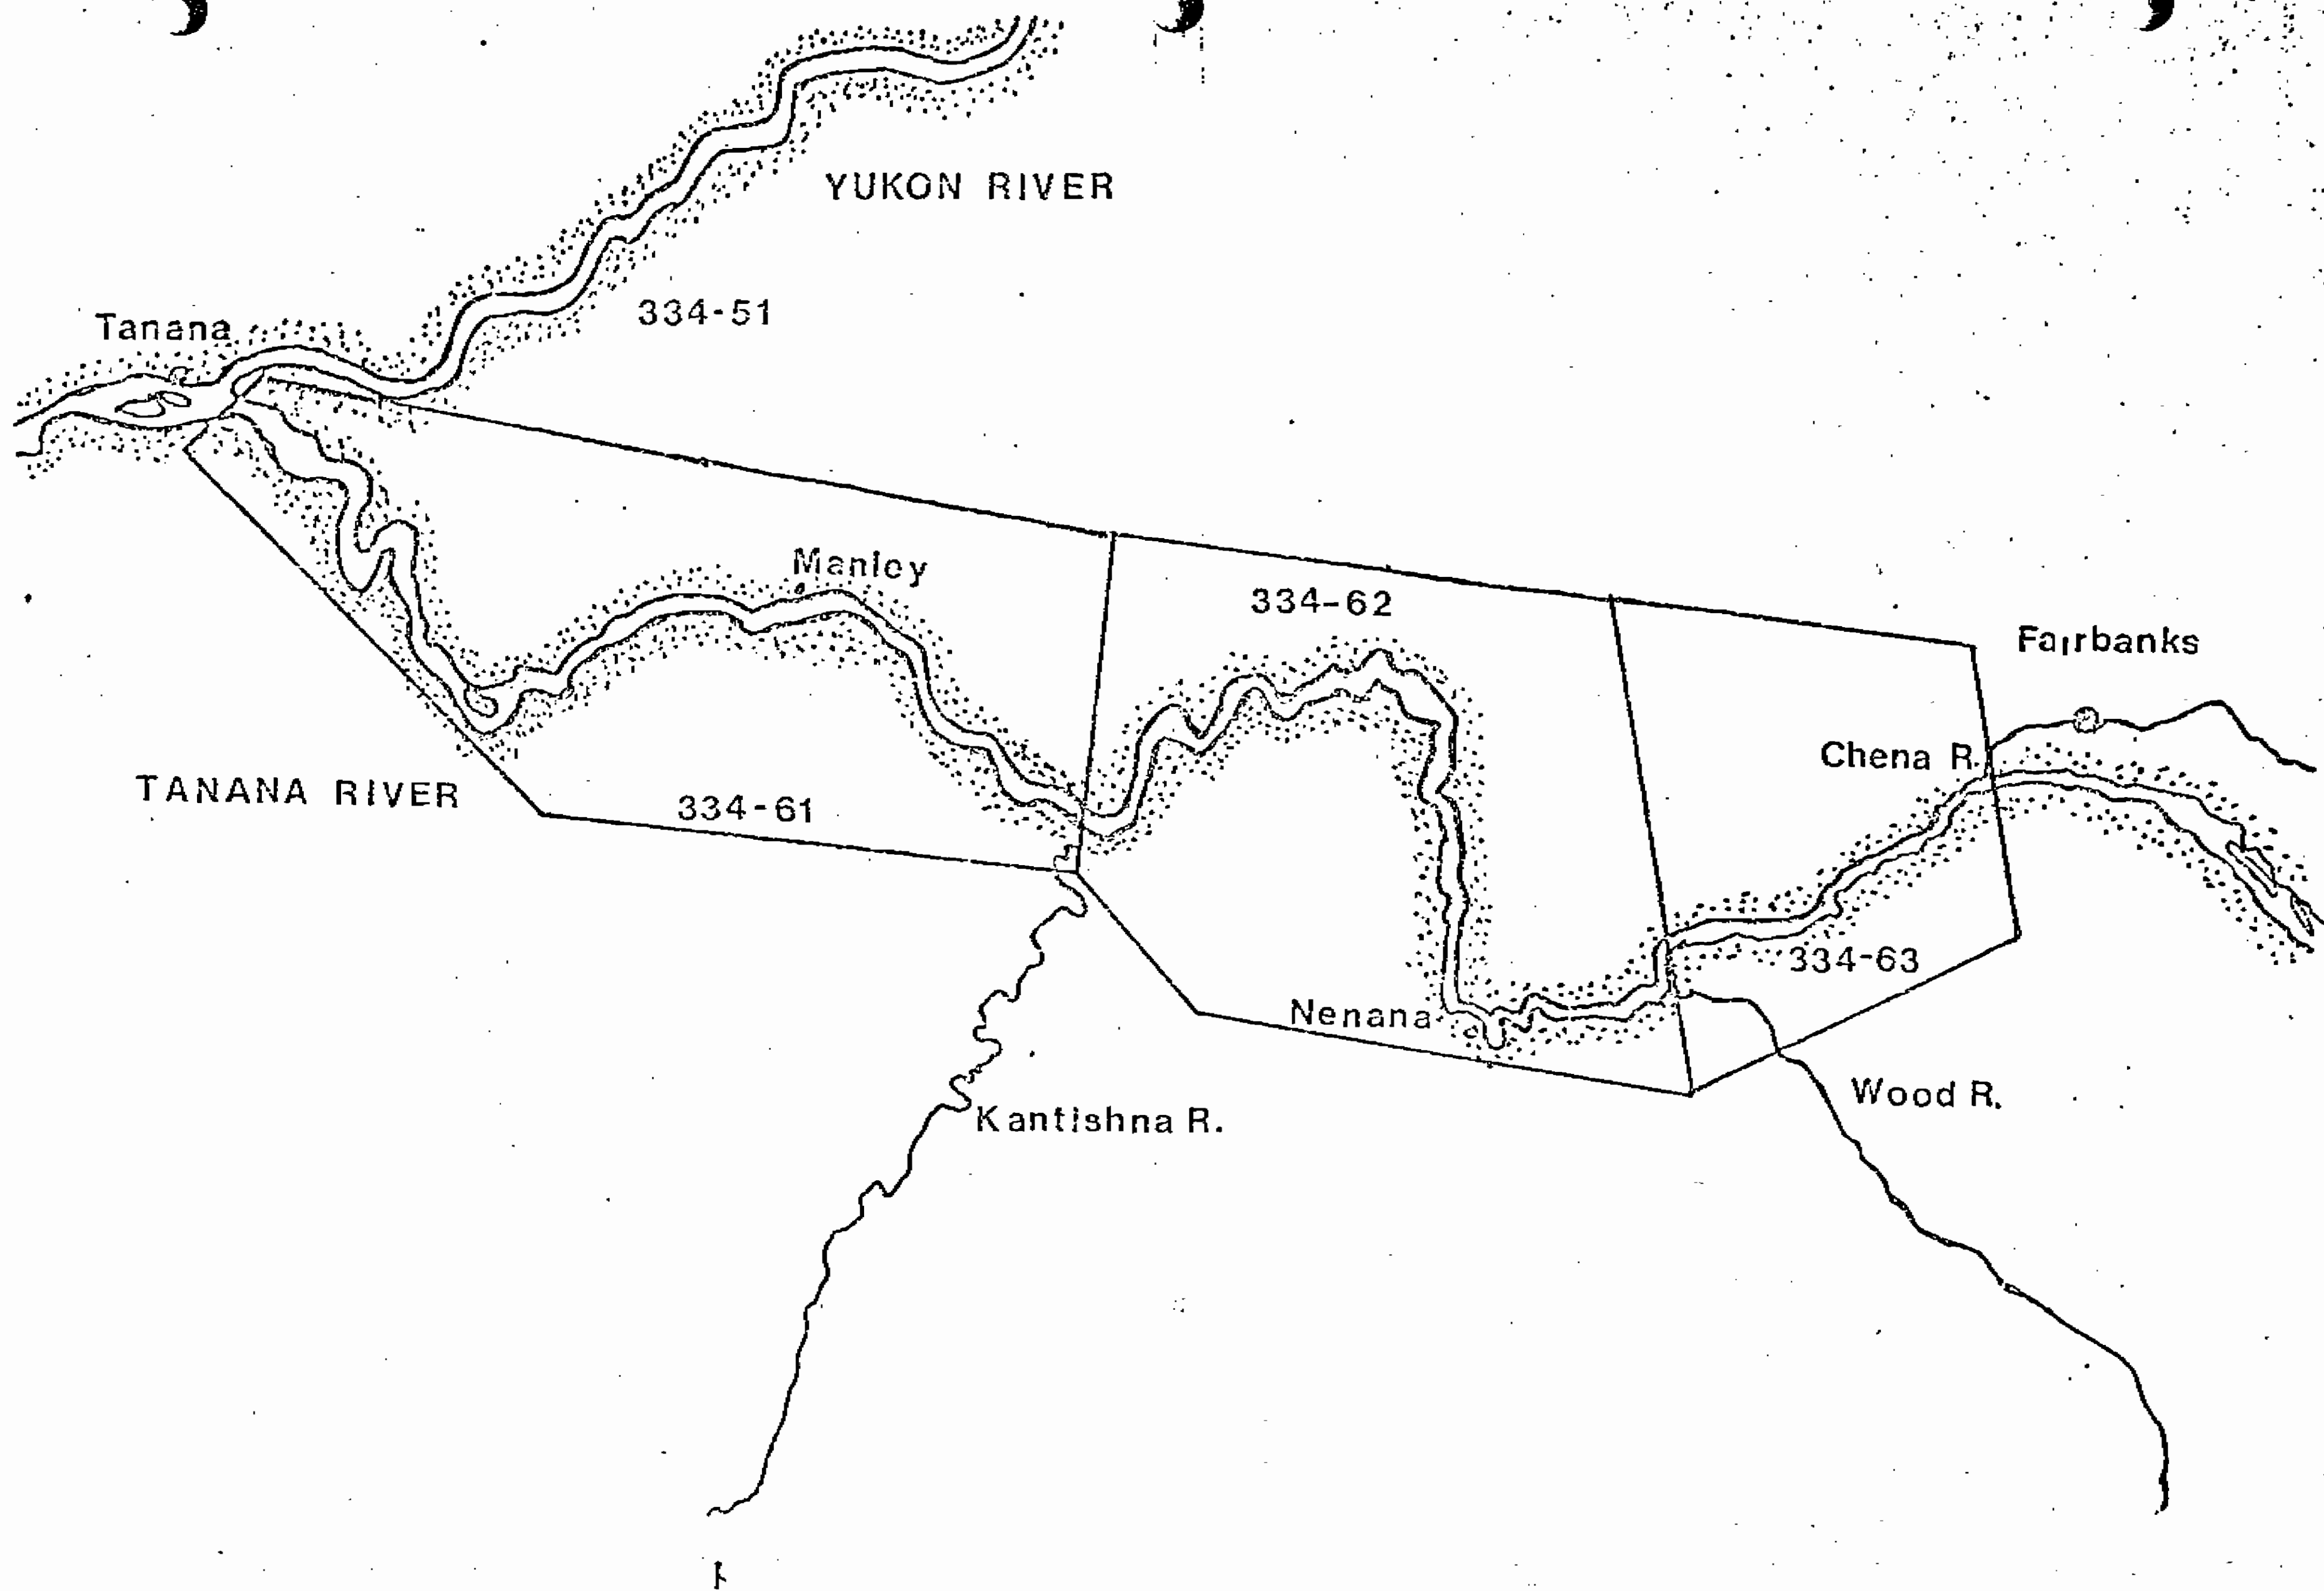 YUKON RIVER
334-51
Tanana
Manley
334-62
Fairbanks
Chena R.
TANANA RIVER
334-61
334-63
Nenana
Wood R.
Kantishna R.